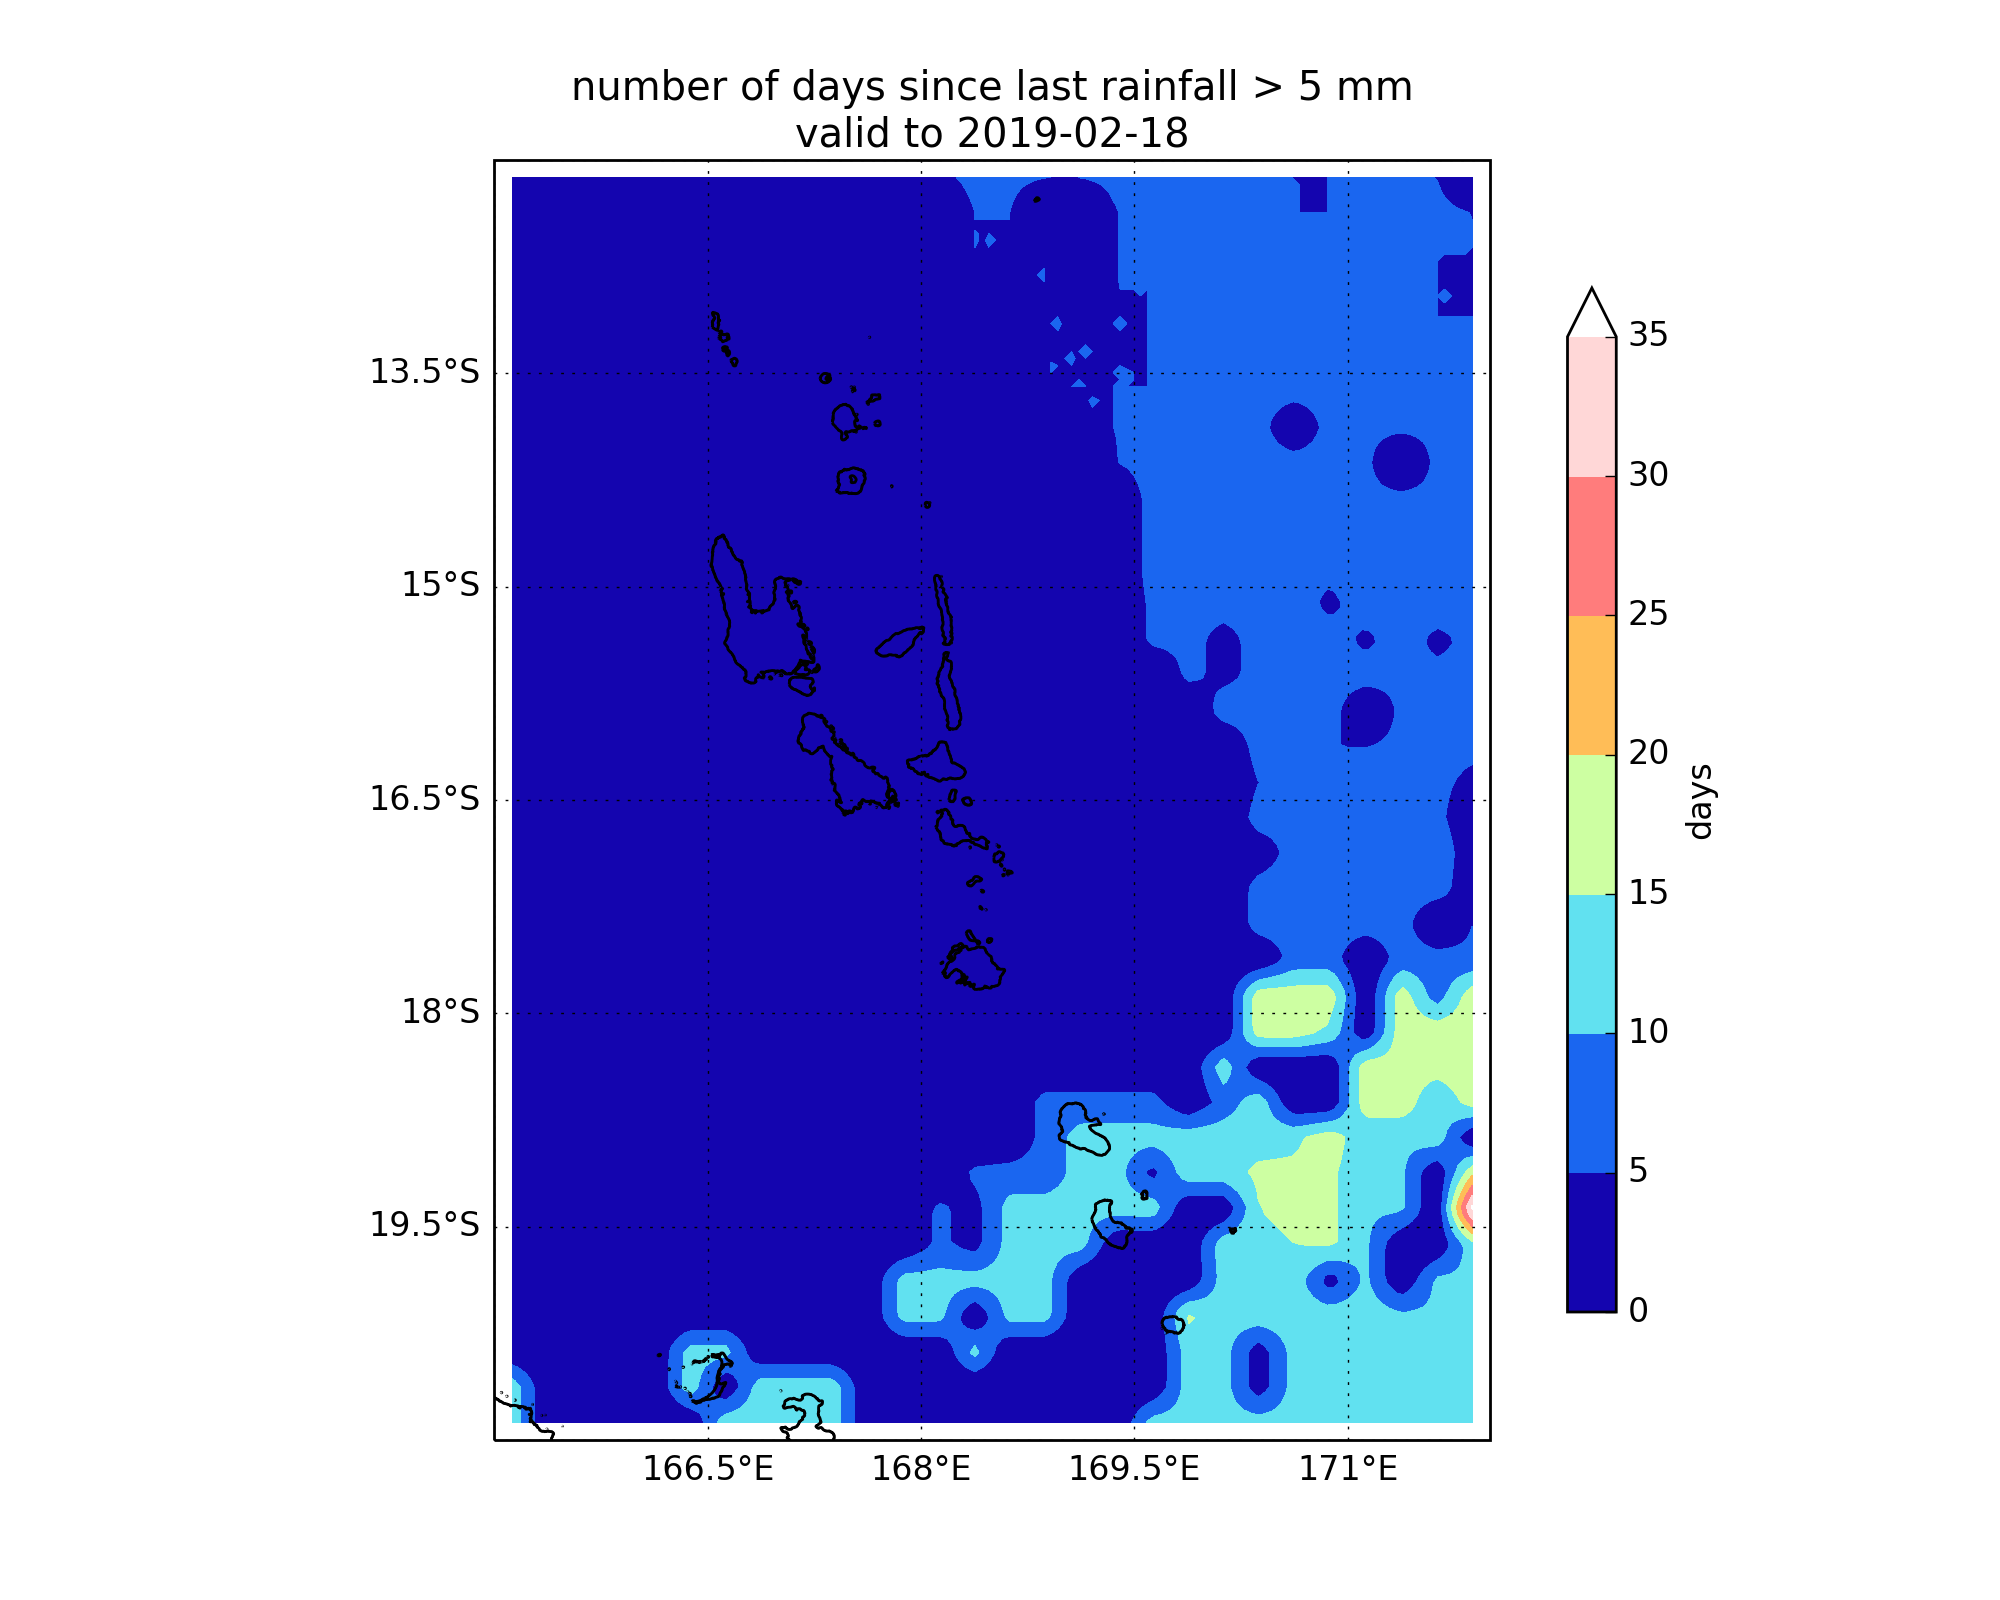 number of days since last rainfall > 5 mm
valid to 2019-02-18
13.5°S
15°S
16.5°S
18°S
19.5°S
166.5°E
168°E
169.5°E
171°E
35
30
25
20
15
10
5
0
days